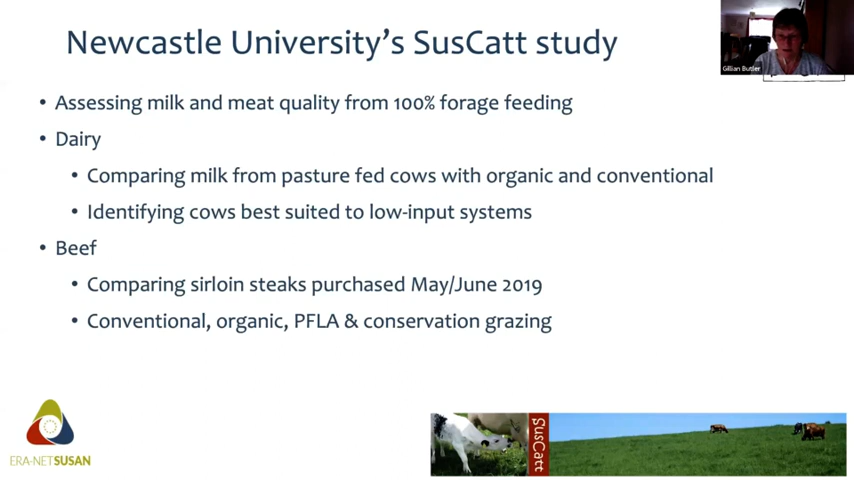 Newcastle University's SusCatt study
Gillian Butler
• Assessing milk and meat quality from 100% forage feeding
• Dairy
• Comparing milk from pasture fed cows with organic and conventional
• Identifying cows best suited to low-input systems
• Beef
• Comparing sirloin steaks purchased May/June 2019
• Conventional, organic, PFLA & conservation grazing
SusCatt
ERA-NETSUSAN